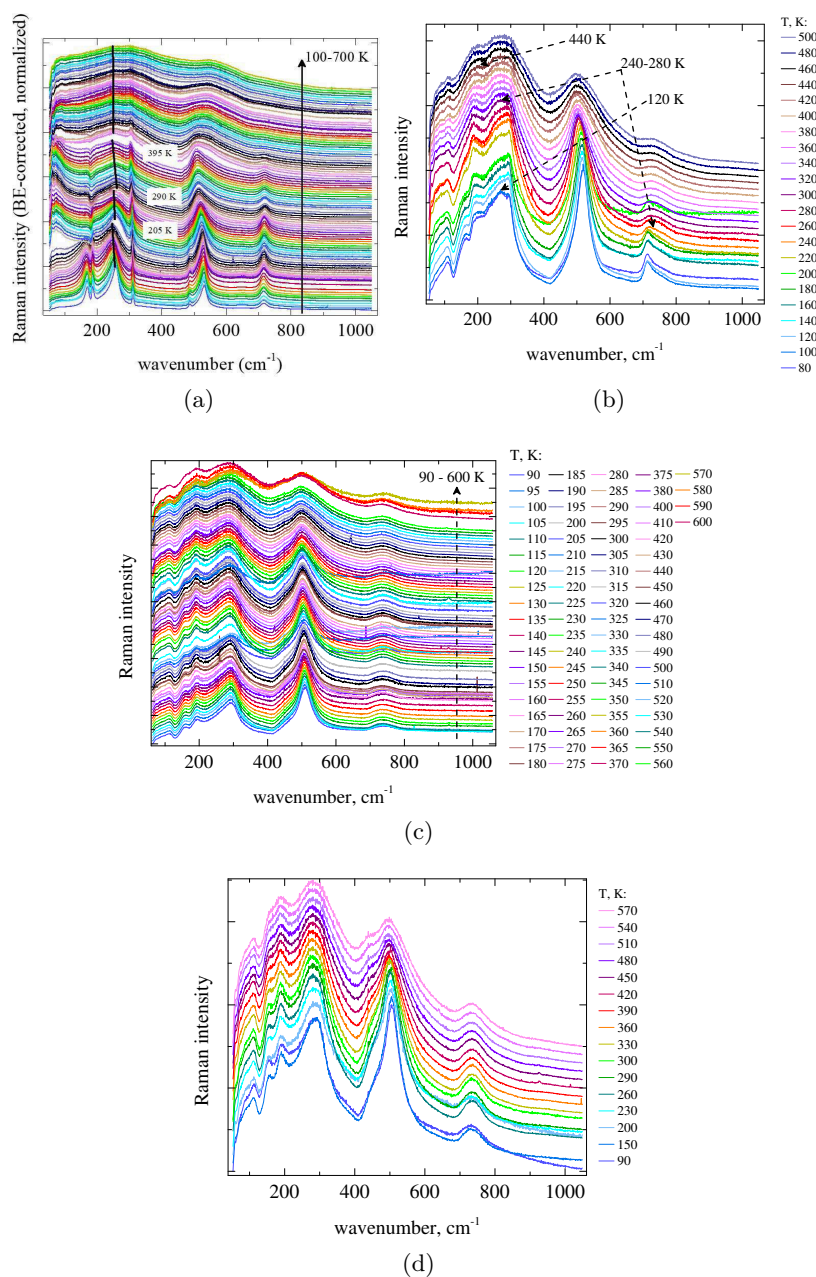 Raman intensity (BE-corrected, normalized)
100-700 K
395 K
290 K
205 K
200 400 600 800 1000
wavenumber (cm-1)
(a)
Raman intensity
440 K
240-280 K
120 K
200 400 600 800 1000
wavenumber, cm-1
T, K:
500
480
460
440
420
400
380
360
340
320
300
280
260
240
220
200
180
160
140
120
100
80
(b)
Raman intensity
90 - 600 K
200 400 600 800 1000
wavenumber, cm-1
T, K:
90 185 280 375 570
95 190 285 380 580
100 195 290 400 590
105 200 295 410 600
110 205 300 420
115 210 305 430
120 215 310 440
125 220 315 450
130 225 320 460
135 230 325 470
140 235 330 480
145 240 335 490
150 245 340 500
155 250 345 510
160 255 350 520
165 260 355 530
170 265 360 540
175 270 365 550
180 275 370 560
(c)
Raman intensity
200 400 600 800 1000
wavenumber, cm-1
T, K:
570
540
510
480
450
420
390
360
330
300
290
260
230
200
150
90
(d)